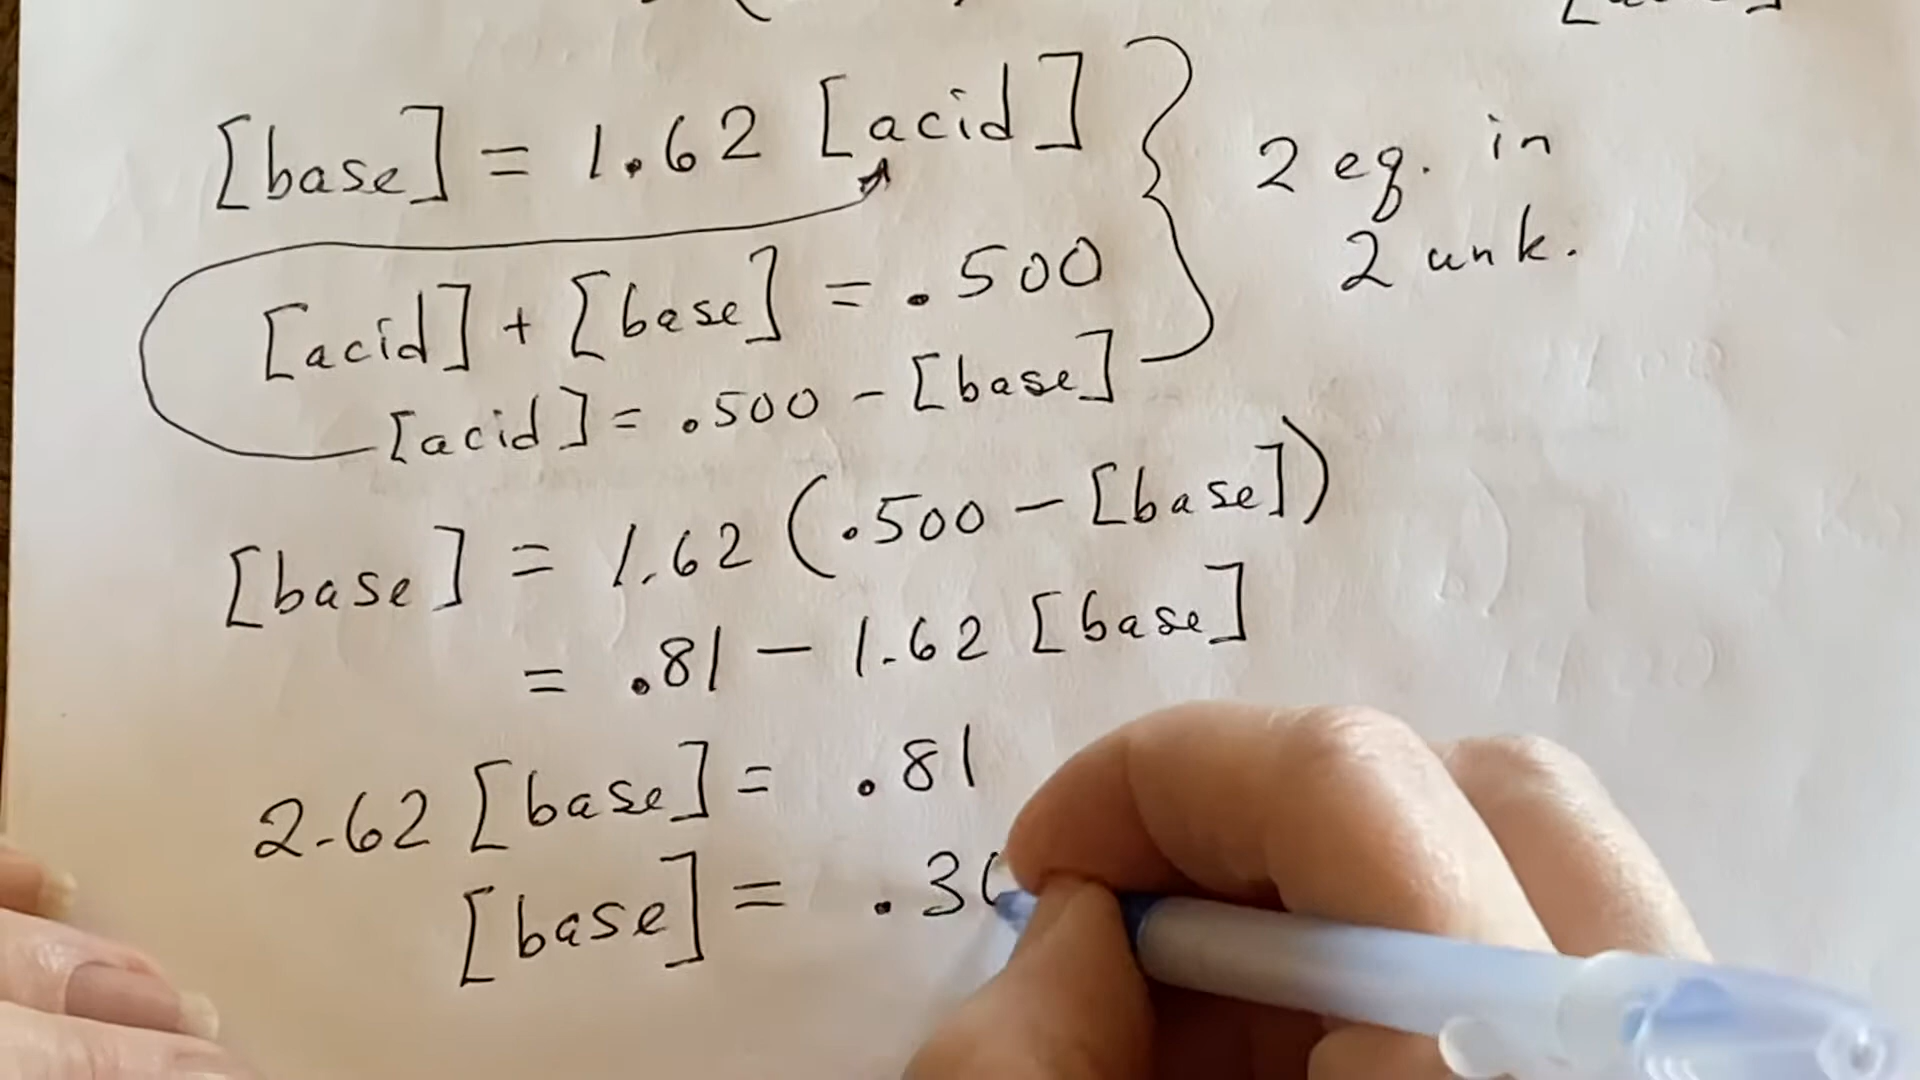 [base] = 1.62 [acid]
2 eq. in
2 unk.
[acid] + [base] = .500
[acid] = .500 - [base]
[base] = 1.62 (.500 - [base])
= .81 - 1.62 [base]
2.62 [base] = .81
[base] = .30